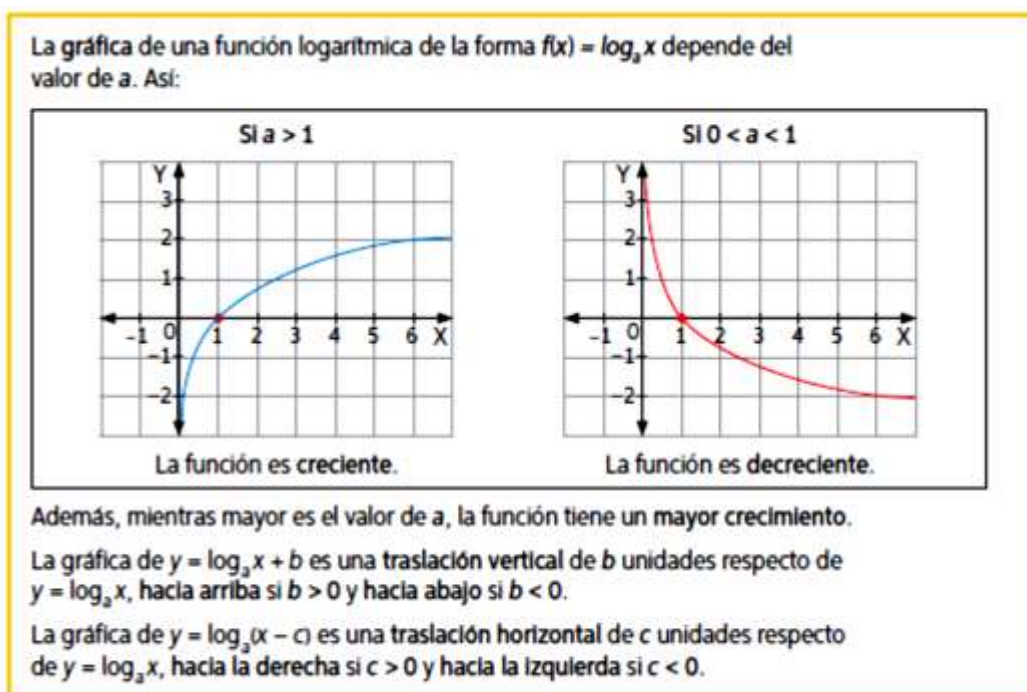 La gráfica de una función logarítmica de la forma f(x) = logₐ x depende del
valor de a. Así:
Si a > 1
Si 0 < a < 1
Y
3
2
1
-1 0 1 2 3 4 5 6 X
-1
-2
Y
3
2
1
-1 0 1 2 3 4 5 6 X
-1
-2
La función es creciente.
La función es decreciente.
Además, mientras mayor es el valor de a, la función tiene un mayor crecimiento.
La gráfica de y = logₐ x + b es una traslación vertical de b unidades respecto de
y = logₐ x, hacia arriba si b > 0 y hacia abajo si b < 0.
La gráfica de y = logₐ(x – c) es una traslación horizontal de c unidades respecto
de y = logₐ x, hacia la derecha si c > 0 y hacia la izquierda si c < 0.